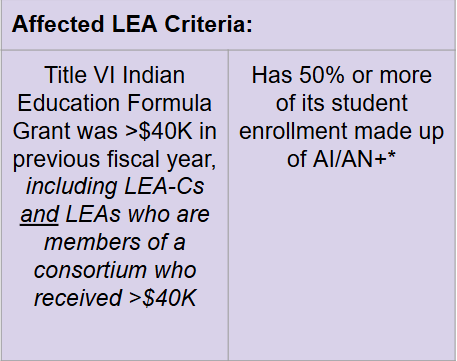 Affected LEA Criteria:
Title VI Indian
Education Formula
Grant was >$40K in
previous fiscal year,
including LEA-Cs
and LEAs who are
members of a
consortium who
received >$40K
Has 50% or more
of its student
enrollment made up
of AI/AN+*